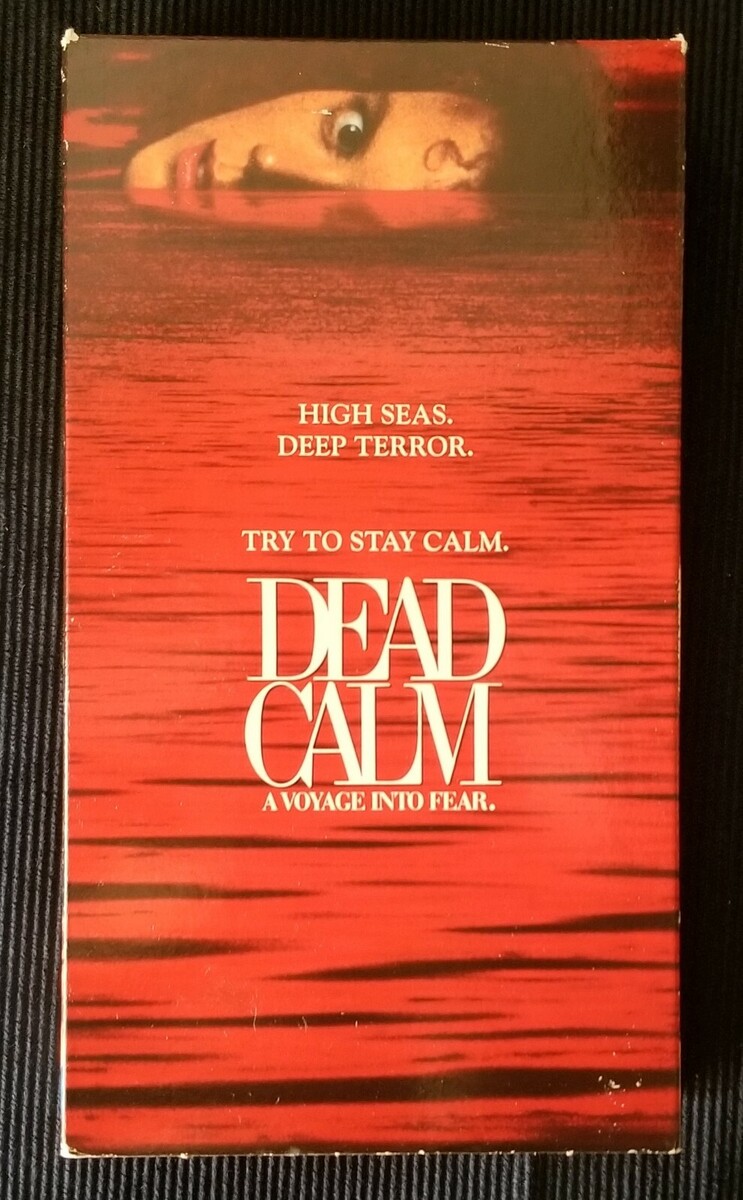 HIGH SEAS.
DEEP TERROR.
TRY TO STAY CALM.
DEAD
CALM
A VOYAGE INTO FEAR.